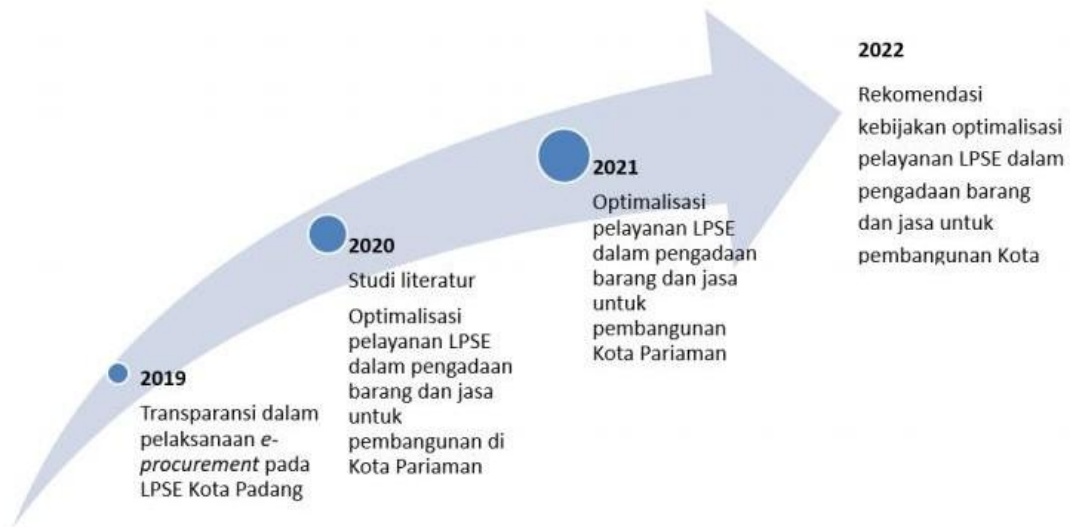 2019
Transparansi dalam
pelaksanaan e-
procurement pada
LPSE Kota Padang
2020
Studi literatur
Optimalisasi
pelayanan LPSE
dalam pengadaan
barang dan jasa
untuk
pembangunan di
Kota Pariaman
2021
Optimalisasi
pelayanan LPSE
dalam pengadaan
barang dan jasa
untuk
pembangunan
Kota Pariaman
2022
Rekomendasi
kebijakan optimalisasi
pelayanan LPSE dalam
pengadaan barang
dan jasa untuk
pembangunan Kota